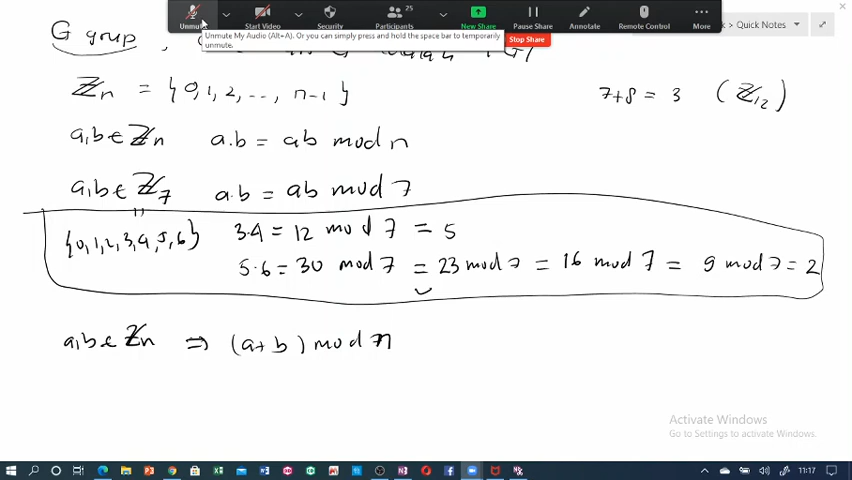 Unmute
Start Video
Security
Participants
25
New Share
Pause Share
Annotate
Remote Control
More
Unmute My Audio (Alt+A). Or you can simply press and hold the space bar to temporarily unmute.
Stop Share
« Quick Notes
G grup,
ℤn = {0,1,2,...,n-1}
7+8 = 3 (ℤ12)
a,b∈ℤn a.b = ab mod n
a,b∈ℤ7 a.b = ab mod 7
{0,1,2,3,4,5,6} 3.4 = 12 mod 7 = 5
5.6 = 30 mod 7 = 23 mod 7 = 16 mod 7 = 9 mod 7 = 2
a,b∈ℤn ⇒ (a+b) mod n
Activate Windows
Go to Settings to activate Windows.
11:17